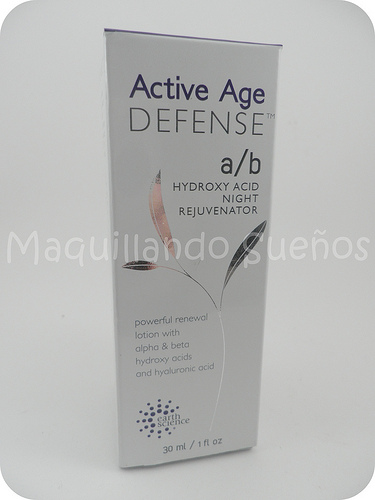 Active Age
DEFENSE™
a/b
HYDROXY ACID
NIGHT
REJUVENATOR
Maquillando Sueños
powerful renewal
lotion with
alpha & beta
hydroxy acids
and hyaluronic acid
earth
science
30 ml / 1 fl oz